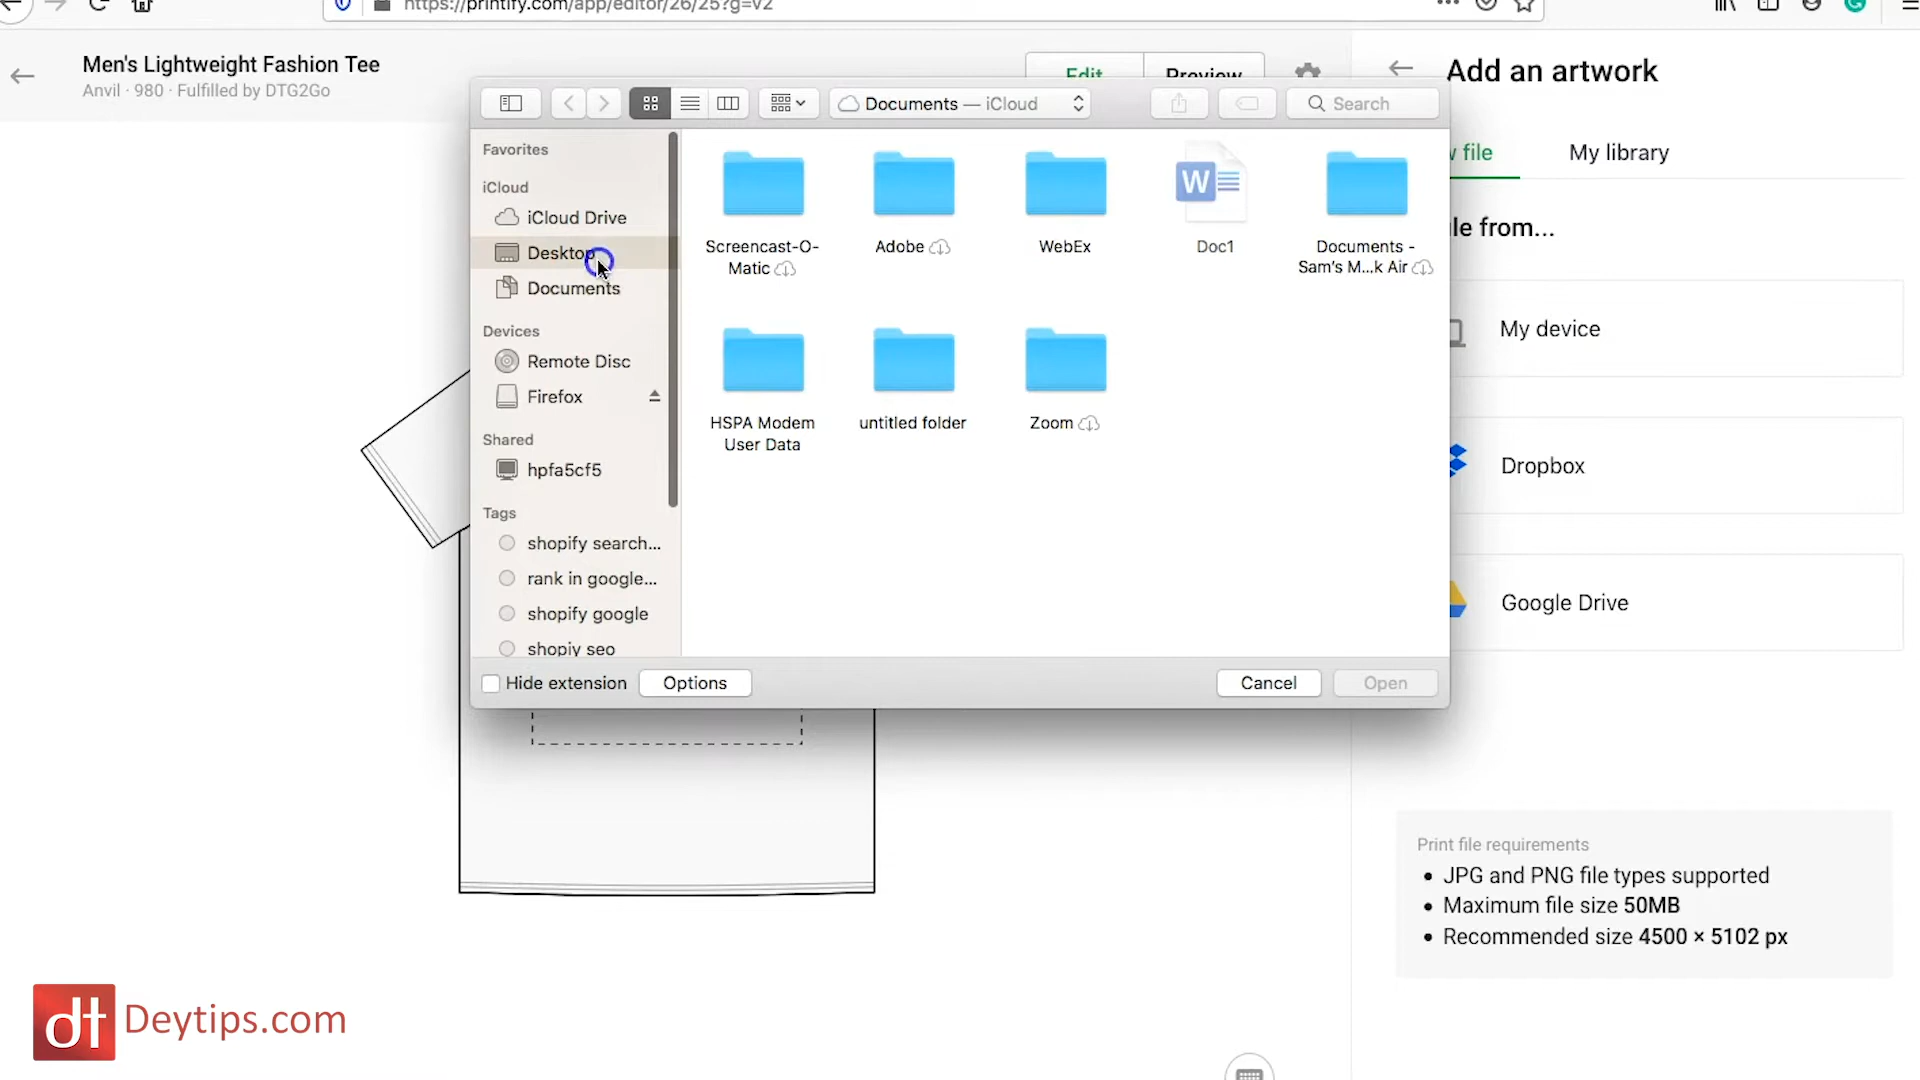 https://printify.com/app/editor/26/25?g=v2
Men's Lightweight Fashion Tee
Anvil · 980 · Fulfilled by DTG2Go
Edit
Preview
Add an artwork
file
My library
le from...
My device
Dropbox
Google Drive
Print file requirements
• JPG and PNG file types supported
• Maximum file size 50MB
• Recommended size 4500 × 5102 px
Documents — iCloud
Search
Favorites
iCloud
iCloud Drive
Desktop
Documents
Devices
Remote Disc
Firefox
Shared
hpfa5cf5
Tags
shopify search...
rank in google...
shopify google
shopiy seo
Screencast-O-
Matic
Adobe
WebEx
W
Doc1
Documents -
Sam's M...k Air
HSPA Modem
User Data
untitled folder
Zoom
Hide extension
Options
Cancel
Open
dt Deytips.com